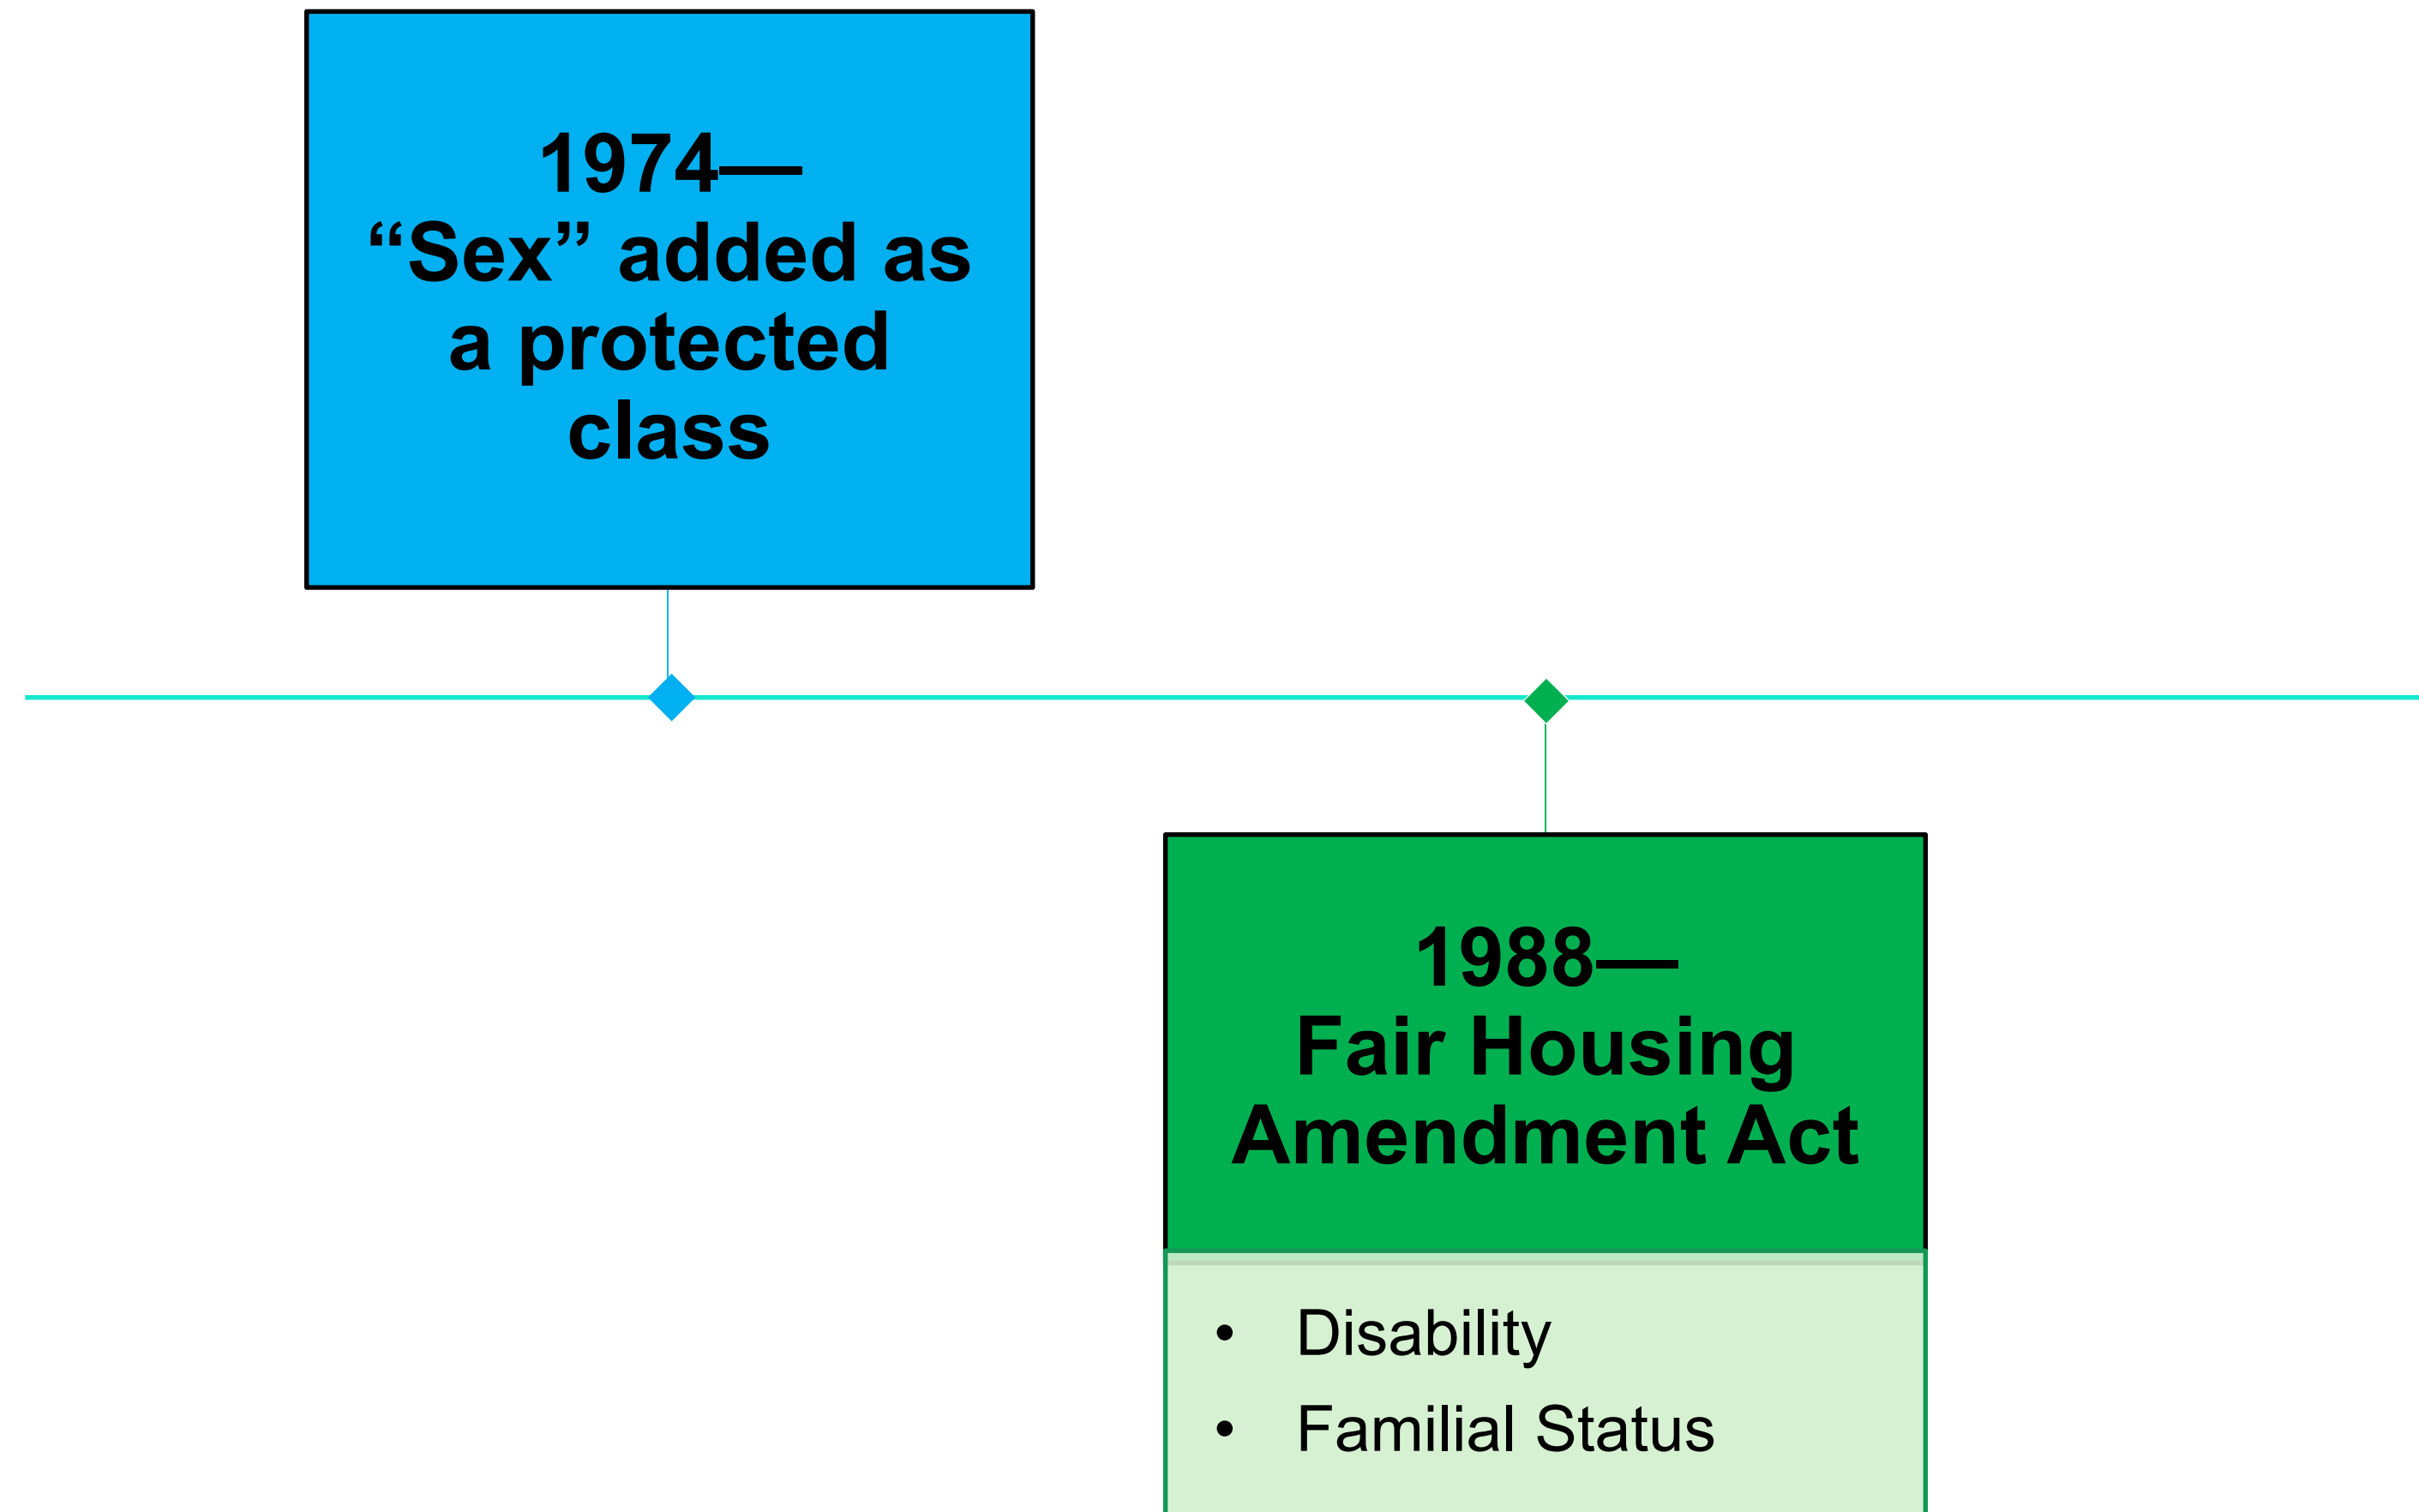 1974—
“Sex” added as
a protected
class
1988—
Fair Housing
Amendment Act
• Disability
• Familial Status